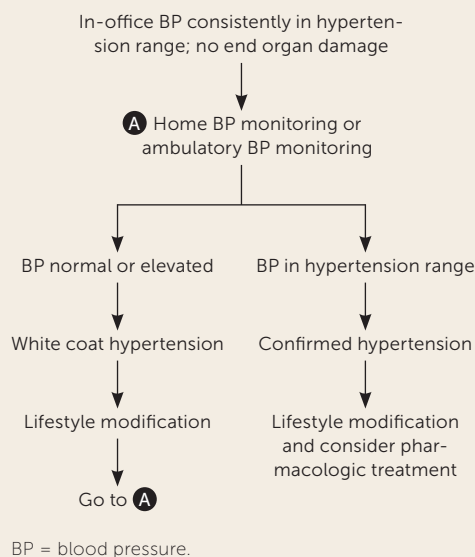 In-office BP consistently in hyperten-
sion range; no end organ damage
A Home BP monitoring or
ambulatory BP monitoring
BP normal or elevated
BP in hypertension range
White coat hypertension
Confirmed hypertension
Lifestyle modification
Lifestyle modification
and consider phar-
macologic treatment
Go to A
BP = blood pressure.